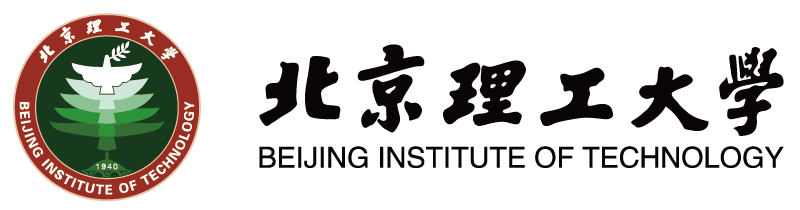 北京理工大学
BEIJING INSTITUTE OF TECHNOLOGY
1940
北京理工大學
BEIJING INSTITUTE OF TECHNOLOGY